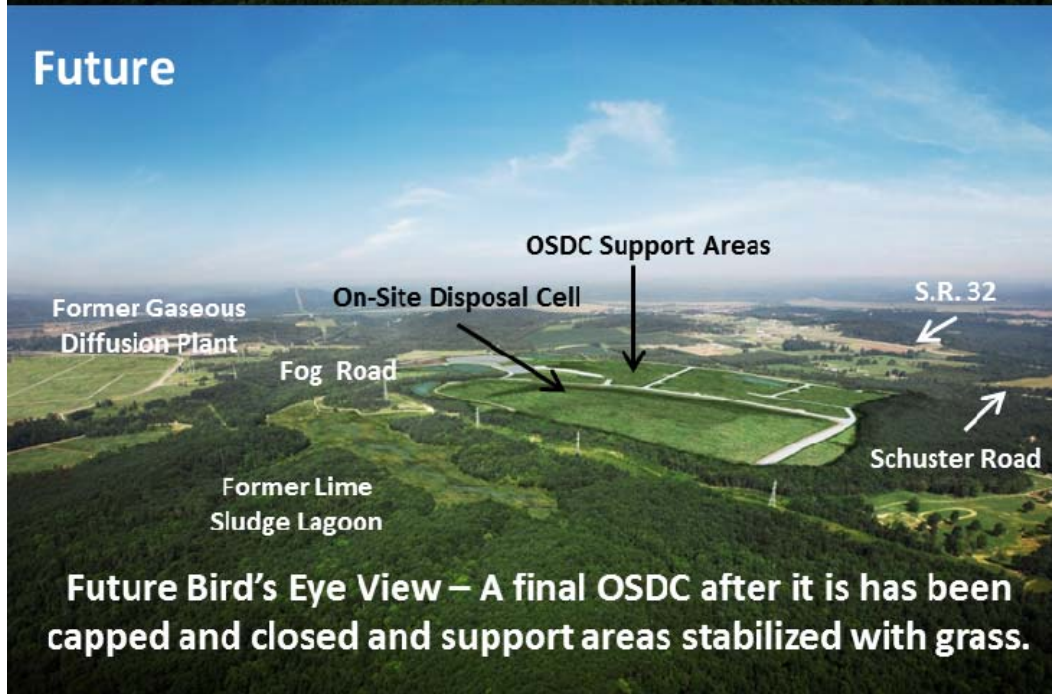 Future
OSDC Support Areas
On-Site Disposal Cell
S.R. 32
Former Gaseous
Diffusion Plant
Fog Road
Schuster Road
Former Lime
Sludge Lagoon
Future Bird's Eye View – A final OSDC after it is has been
capped and closed and support areas stabilized with grass.